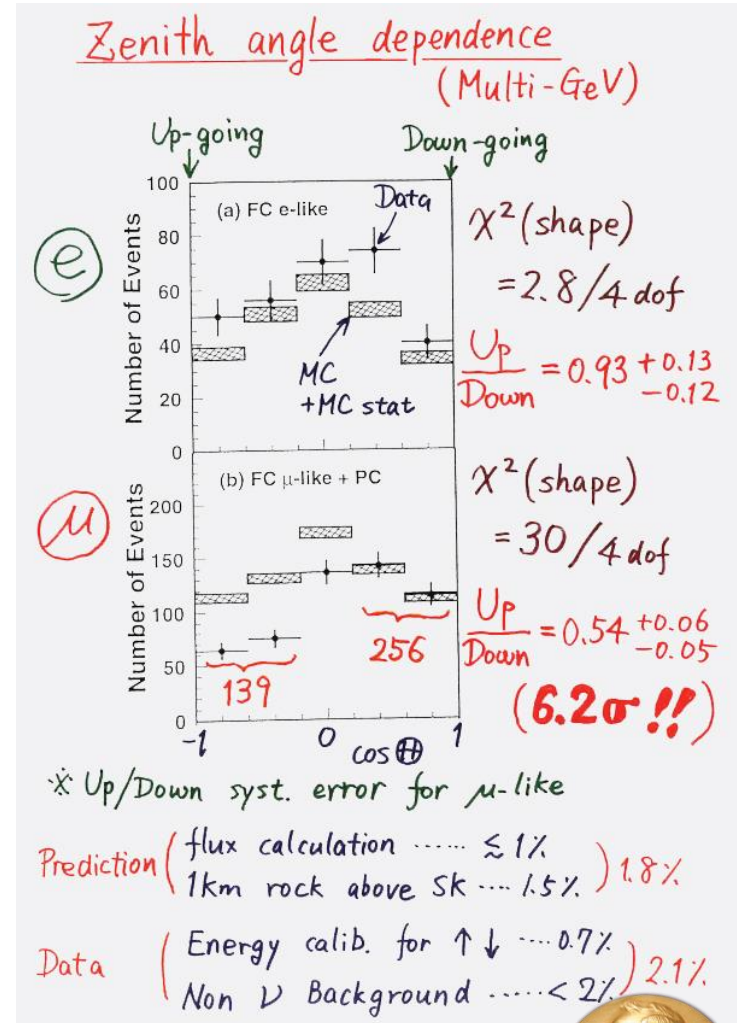 Zenith angle dependence
(Multi-GeV)
Up-going
Down-going
e
Number of Events
100
80
60
40
20
0
(a) FC e-like
Data
MC
+MC stat
χ²(shape)
=2.8/4 dof
Up/Down = 0.93 +0.13 -0.12
μ
Number of Events
200
150
100
50
0
(b) FC μ-like + PC
139
256
-1 0 1
cos Θ
χ²(shape)
= 30/4 dof
Up/Down = 0.54 +0.06 -0.05
(6.2σ !!)
※ Up/Down syst. error for μ-like
Prediction ( flux calculation ...... ≲ 1%
1km rock above SK .... 1.5% ) 1.8%
Data ( Energy calib. for ↑ ↓ .... 0.7%
Non ν Background ..... < 2% ) 2.1%